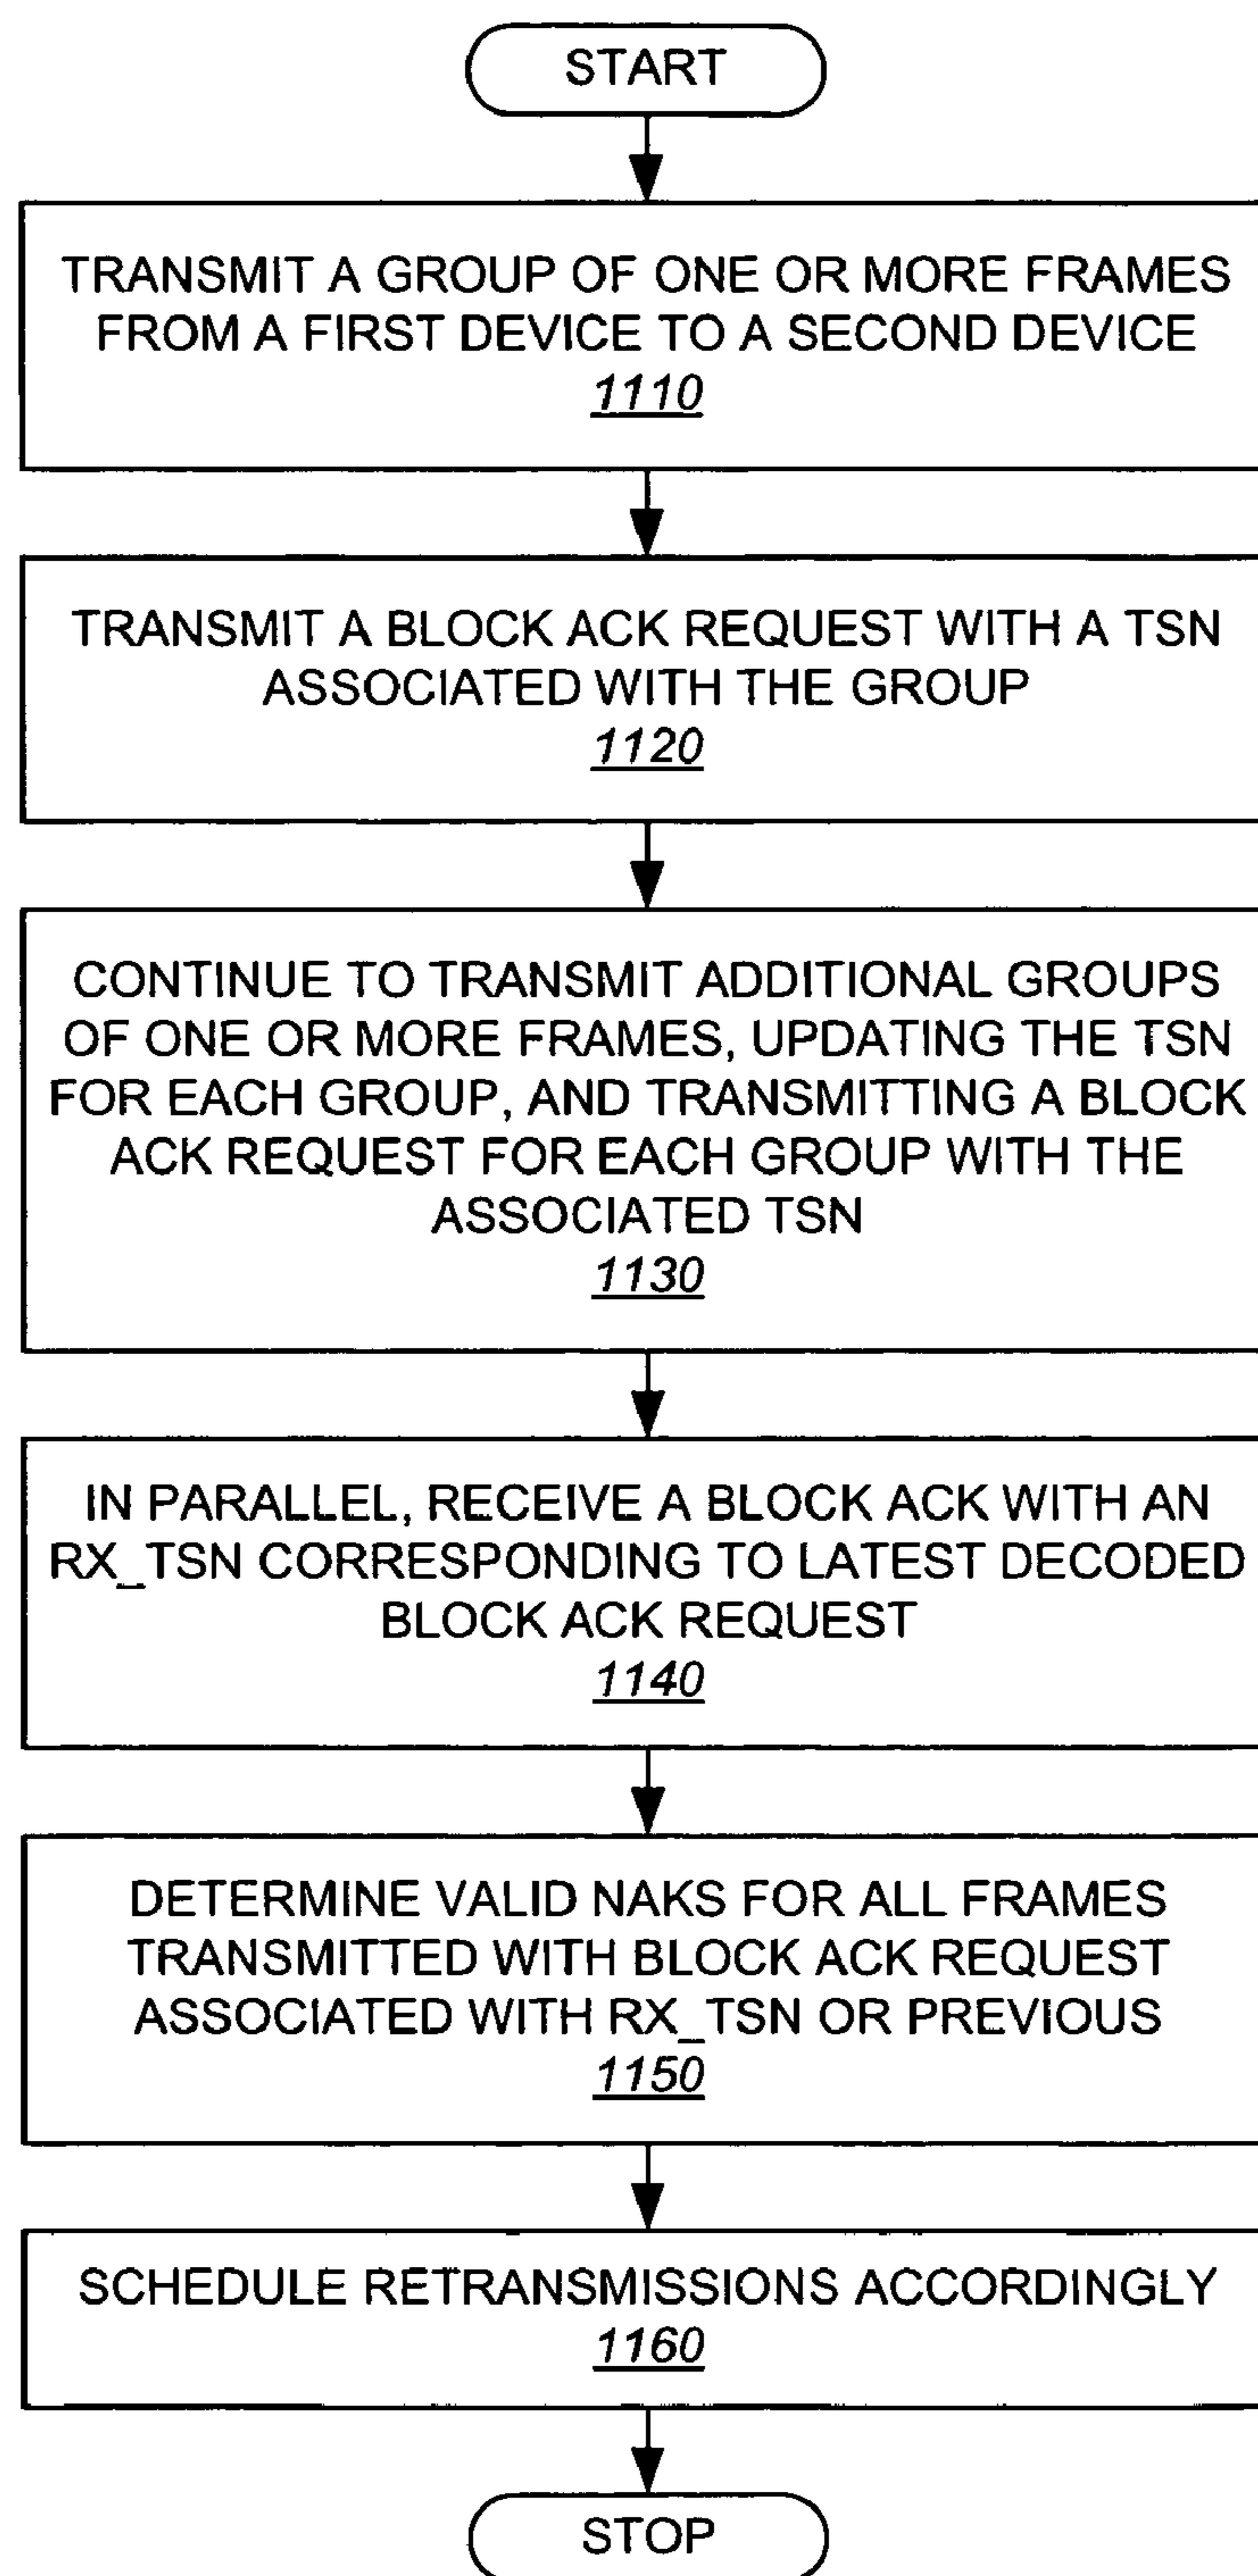 START
TRANSMIT A GROUP OF ONE OR MORE FRAMES
FROM A FIRST DEVICE TO A SECOND DEVICE
1110
TRANSMIT A BLOCK ACK REQUEST WITH A TSN
ASSOCIATED WITH THE GROUP
1120
CONTINUE TO TRANSMIT ADDITIONAL GROUPS
OF ONE OR MORE FRAMES, UPDATING THE TSN
FOR EACH GROUP, AND TRANSMITTING A BLOCK
ACK REQUEST FOR EACH GROUP WITH THE
ASSOCIATED TSN
1130
IN PARALLEL, RECEIVE A BLOCK ACK WITH AN
RX_TSN CORRESPONDING TO LATEST DECODED
BLOCK ACK REQUEST
1140
DETERMINE VALID NAKS FOR ALL FRAMES
TRANSMITTED WITH BLOCK ACK REQUEST
ASSOCIATED WITH RX_TSN OR PREVIOUS
1150
SCHEDULE RETRANSMISSIONS ACCORDINGLY
1160
STOP